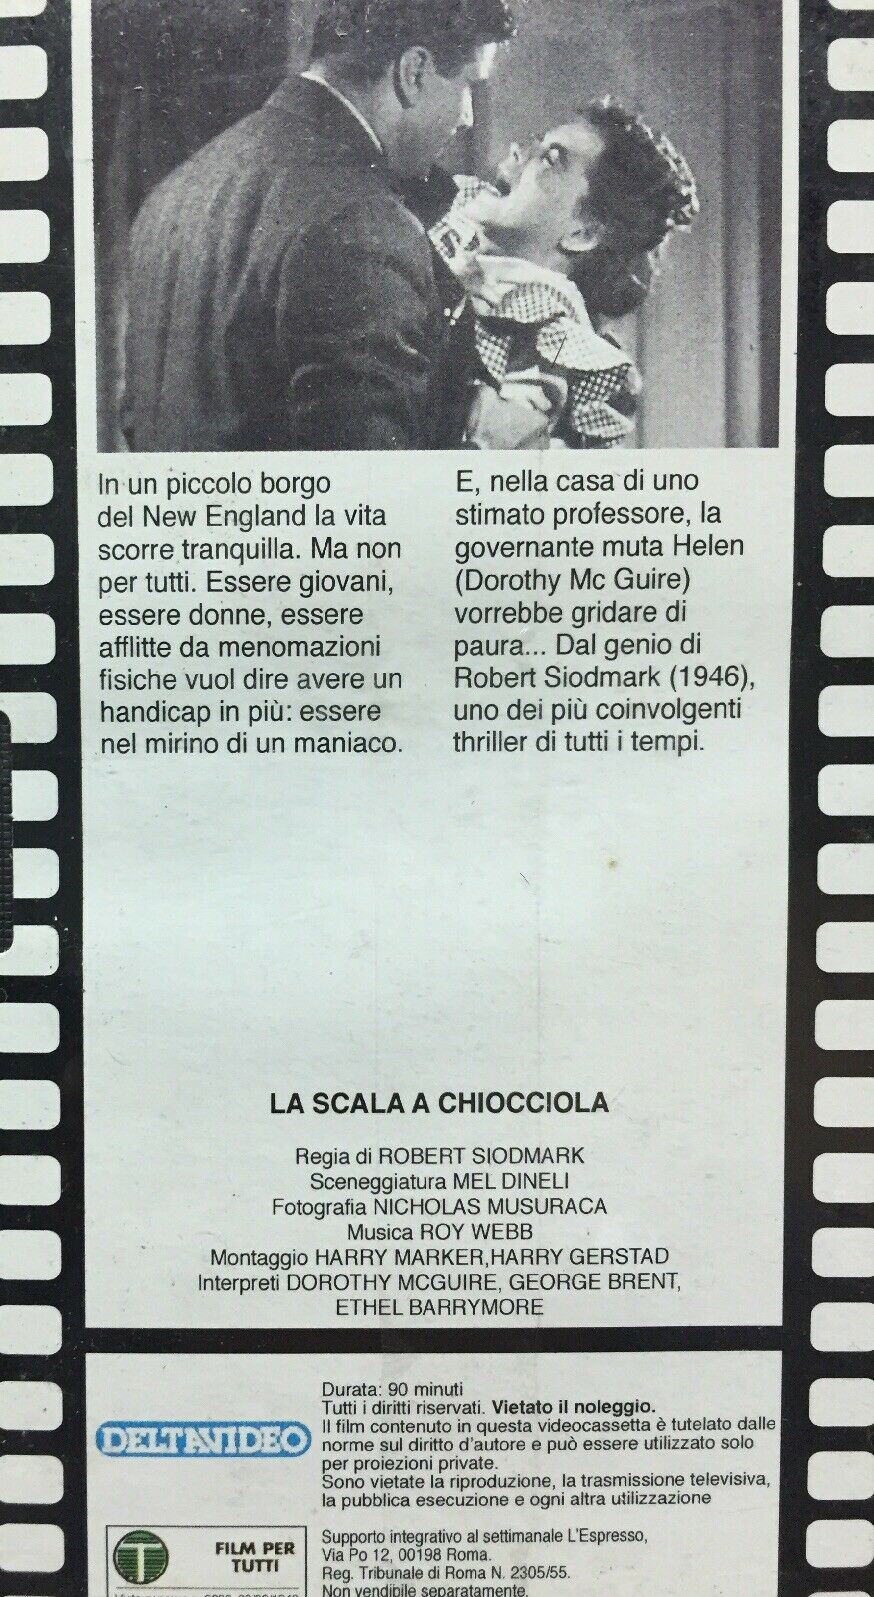 In un piccolo borgo
del New England la vita
scorre tranquilla. Ma non
per tutti. Essere giovani,
essere donne, essere
afflitte da menomazioni
fisiche vuol dire avere un
handicap in più: essere
nel mirino di un maniaco.
E, nella casa di uno
stimato professore, la
governante muta Helen
(Dorothy Mc Guire)
vorrebbe gridare di
paura... Dal genio di
Robert Siodmark (1946),
uno dei più coinvolgenti
thriller di tutti i tempi.
LA SCALA A CHIOCCIOLA
Regia di ROBERT SIODMARK
Sceneggiatura MEL DINELI
Fotografia NICHOLAS MUSURACA
Musica ROY WEBB
Montaggio HARRY MARKER,HARRY GERSTAD
Interpreti DOROTHY MCGUIRE, GEORGE BRENT,
ETHEL BARRYMORE
DELTAVIDEO
Durata: 90 minuti
Tutti i diritti riservati. Vietato il noleggio.
Il film contenuto in questa videocassetta è tutelato dalle
norme sul diritto d'autore e può essere utilizzato solo
per proiezioni private.
Sono vietate la riproduzione, la trasmissione televisiva,
la pubblica esecuzione e ogni altra utilizzazione
T
FILM PER
TUTTI
Supporto integrativo al settimanale L'Espresso,
Via Po 12, 00198 Roma.
Reg. Tribunale di Roma N. 2305/55.
Non vendibile separatamente.